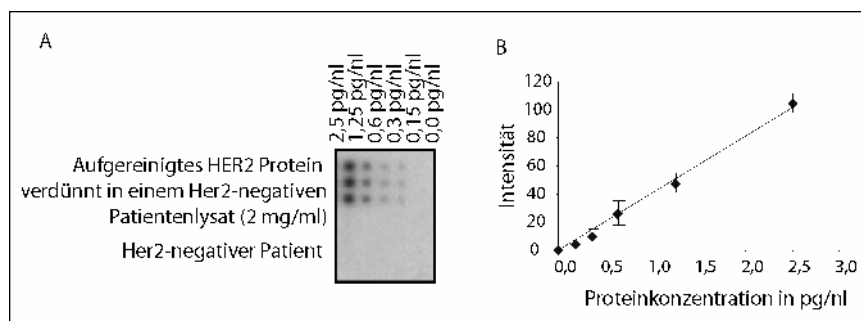 A
2,5 pg/nl
1,25 pg/nl
0,6 pg/nl
0,3 pg/nl
0,15 pg/nl
0,0 pg/nl
Aufgereinigtes HER2 Protein
verdünnt in einem Her2-negativen
Patientenlysat (2 mg/ml)
Her2-negativer Patient
B
Intensität
120
100
80
60
40
20
0
0,0 0,5 1,0 1,5 2,0 2,5 3,0
Proteinkonzentration in pg/nl